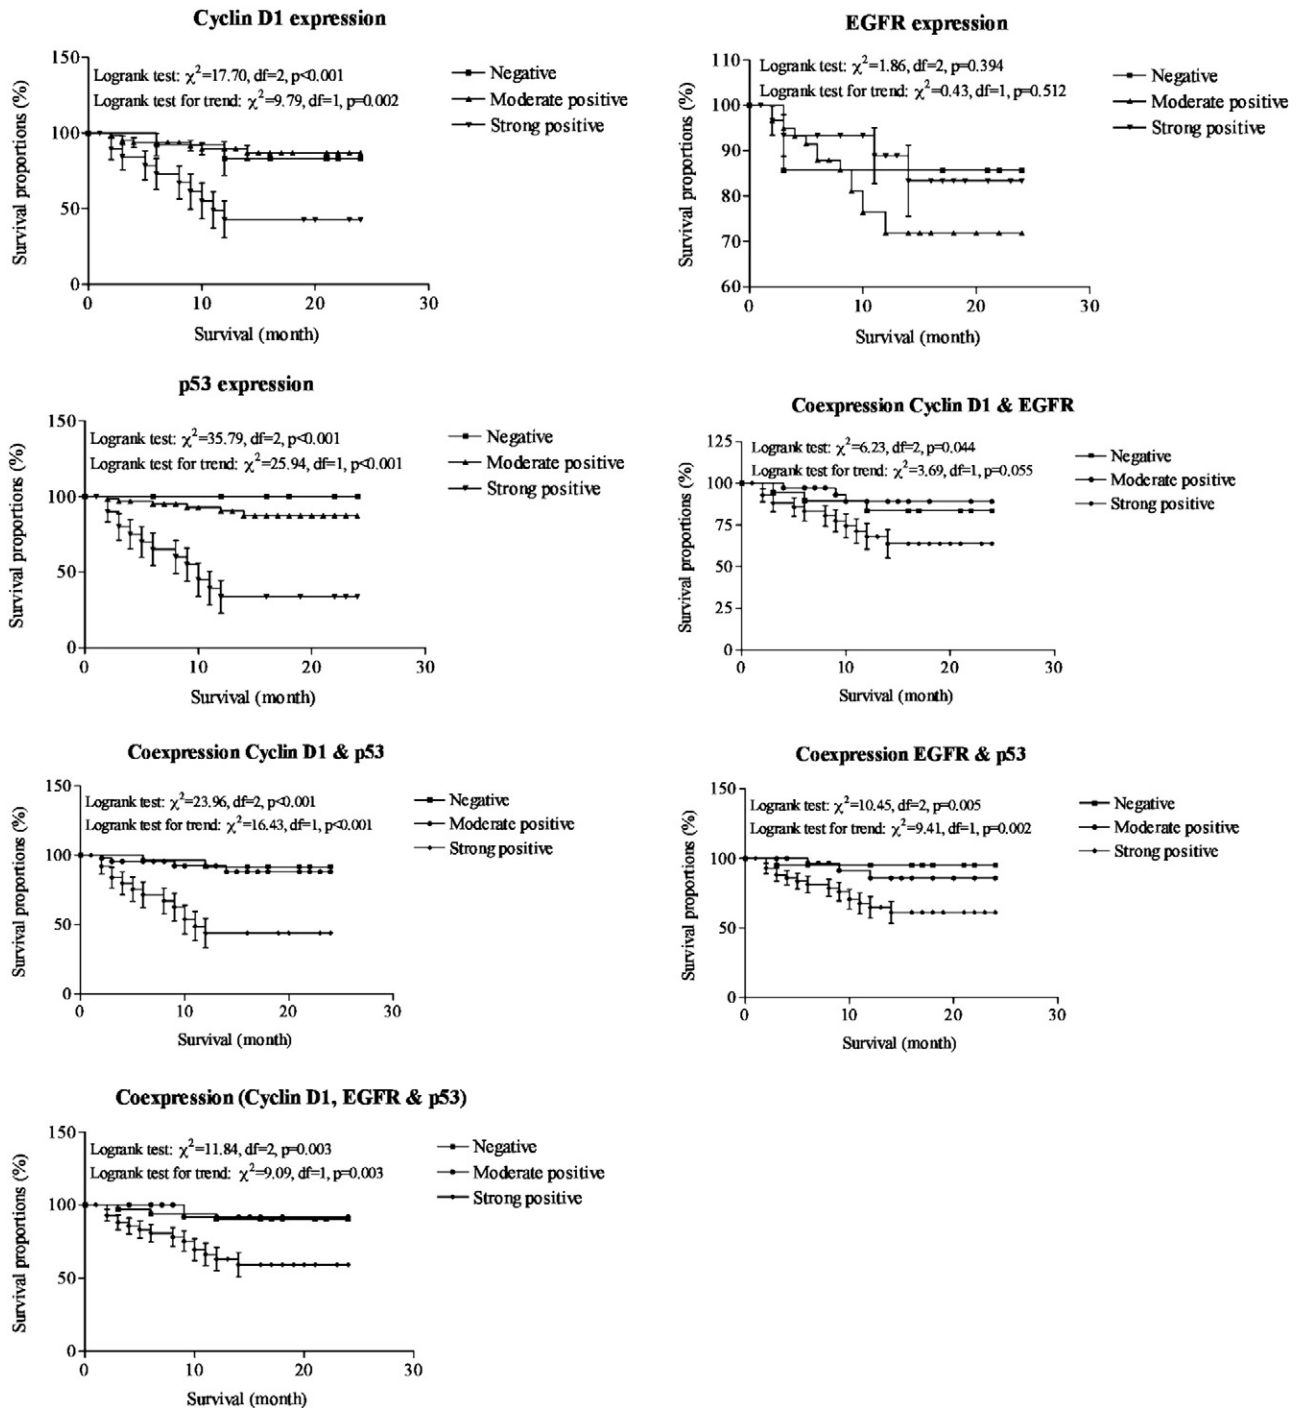 Cyclin D1 expression
150
100
50
0
Survival proportions (%)
Logrank test: χ²=17.70, df=2, p<0.001
Logrank test for trend: χ²=9.79, df=1, p=0.002
Negative
Moderate positive
Strong positive
0 10 20 30
Survival (month)
EGFR expression
110
100
90
80
70
60
Survival proportions (%)
Logrank test: χ²=1.86, df=2, p=0.394
Logrank test for trend: χ²=0.43, df=1, p=0.512
Negative
Moderate positive
Strong positive
0 10 20 30
Survival (month)
p53 expression
150
100
50
0
Survival proportions (%)
Logrank test: χ²=35.79, df=2, p<0.001
Logrank test for trend: χ²=25.94, df=1, p<0.001
Negative
Moderate positive
Strong positive
0 10 20 30
Survival (month)
Coexpression Cyclin D1 & EGFR
125
100
75
50
25
0
Survival proportions (%)
Logrank test: χ²=6.23, df=2, p=0.044
Logrank test for trend: χ²=3.69, df=1, p=0.055
Negative
Moderate positive
Strong positive
0 10 20 30
Survival (month)
Coexpression Cyclin D1 & p53
150
100
50
0
Survival proportions (%)
Logrank test: χ²=23.96, df=2, p<0.001
Logrank test for trend: χ²=16.43, df=1, p<0.001
Negative
Moderate positive
Strong positive
0 10 20 30
Survival (month)
Coexpression EGFR & p53
150
100
50
0
Survival proportions (%)
Logrank test: χ²=10.45, df=2, p=0.005
Logrank test for trend: χ²=9.41, df=1, p=0.002
Negative
Moderate positive
Strong positive
0 10 20 30
Survival (month)
Coexpression (Cyclin D1, EGFR & p53)
150
100
50
0
Survival proportions (%)
Logrank test: χ²=11.84, df=2, p=0.003
Logrank test for trend: χ²=9.09, df=1, p=0.003
Negative
Moderate positive
Strong positive
0 10 20 30
Survival (month)